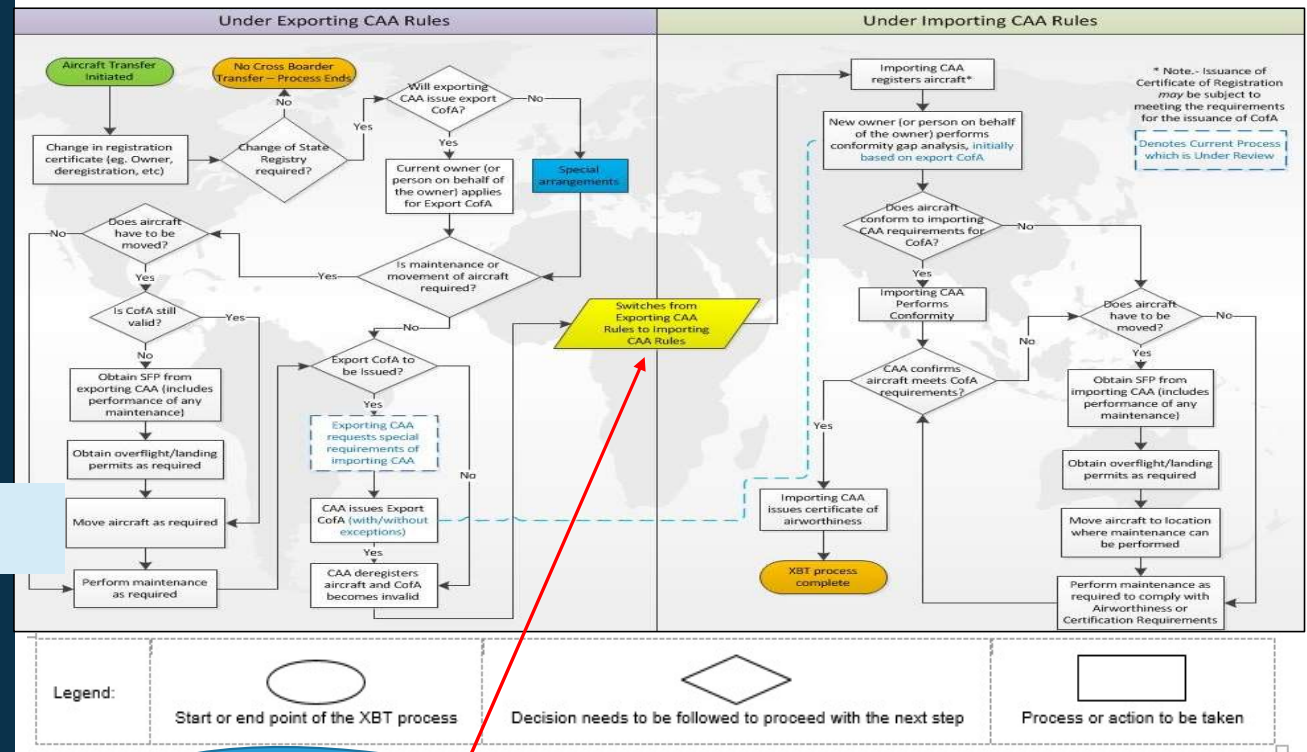 Under Exporting CAA Rules
Under Importing CAA Rules
Aircraft Transfer
Initiated
No Cross Boarder
Transfer – Process Ends
Will exporting
CAA issue export
CofA?
No
No
Yes
Yes
Change in registration
certificate (eg. Owner,
deregistration, etc)
Change of State
Registry
required?
Current owner (or
person on behalf of
the owner) applies
for Export CofA
Special
arrangements
Does aircraft
have to be
moved?
No
Yes
Is maintenance or
movement of aircraft
required?
Yes
No
Is CofA still
valid?
Yes
No
Obtain SFP from
exporting CAA (includes
performance of any
maintenance)
Obtain overflight/landing
permits as required
Move aircraft as required
Perform maintenance
as required
Export CofA to
be Issued?
Yes
No
Exporting CAA
requests special
requirements of
importing CAA
CAA issues Export
CofA (with/without
exceptions)
Yes
CAA deregisters
aircraft and CofA
becomes invalid
Switches from
Exporting CAA
Rules to Importing
CAA Rules
Importing CAA
registers aircraft*
* Note.- Issuance of
Certificate of Registration
may be subject to
meeting the requirements
for the issuance of CofA
Denotes Current Process
which is Under Review
New owner (or person on behalf
of the owner) performs
conformity gap analysis, initially
based on export CofA
Does aircraft
conform to importing
CAA requirements for
CofA?
No
Yes
Importing CAA
Performs
Conformity
CAA confirms
aircraft meets CofA
requirements?
No
Yes
Importing CAA
issues certificate of
airworthiness
XBT process
complete
Does aircraft
have to be
moved?
No
Yes
Obtain SFP from
importing CAA (includes
performance of any
maintenance)
Obtain overflight/landing
permits as required
Move aircraft to location
where maintenance can
be performed
Perform maintenance as
required to comply with
Airworthiness or
Certification Requirements
Legend:
Start or end point of the XBT process
Decision needs to be followed to proceed with the next step
Process or action to be taken